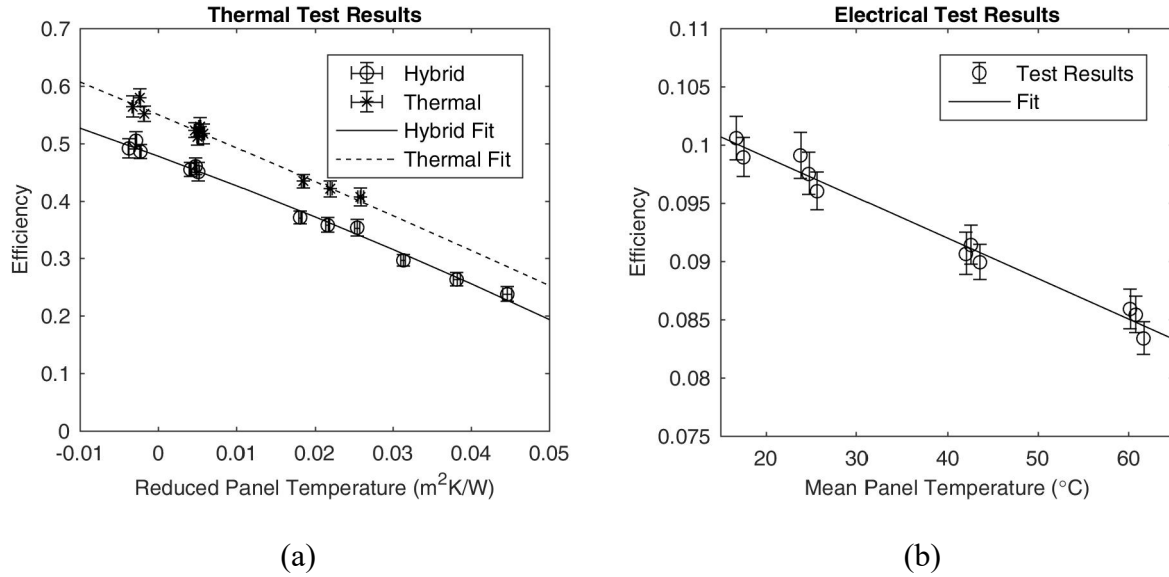 Thermal Test Results
0.7
0.6
0.5
0.4
0.3
0.2
0.1
0
Efficiency
Hybrid
Thermal
Hybrid Fit
Thermal Fit
-0.01 0 0.01 0.02 0.03 0.04 0.05
Reduced Panel Temperature (m²K/W)
(a)
Electrical Test Results
0.11
0.105
0.1
0.095
0.09
0.085
0.08
0.075
Efficiency
Test Results
Fit
20 30 40 50 60
Mean Panel Temperature (°C)
(b)